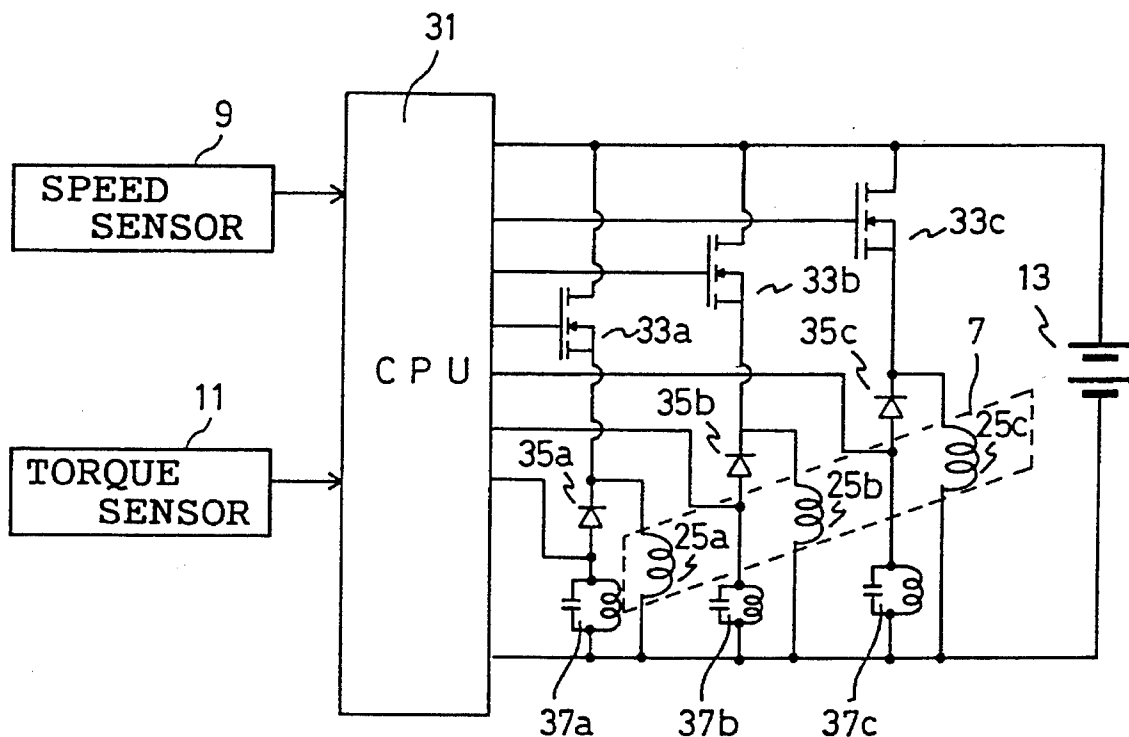 31
9
SPEED
SENSOR
33c
33b
13
33a
35c
7
CPU
35b
25c
11
35a
25b
TORQUE
SENSOR
25a
37a
37b
37c